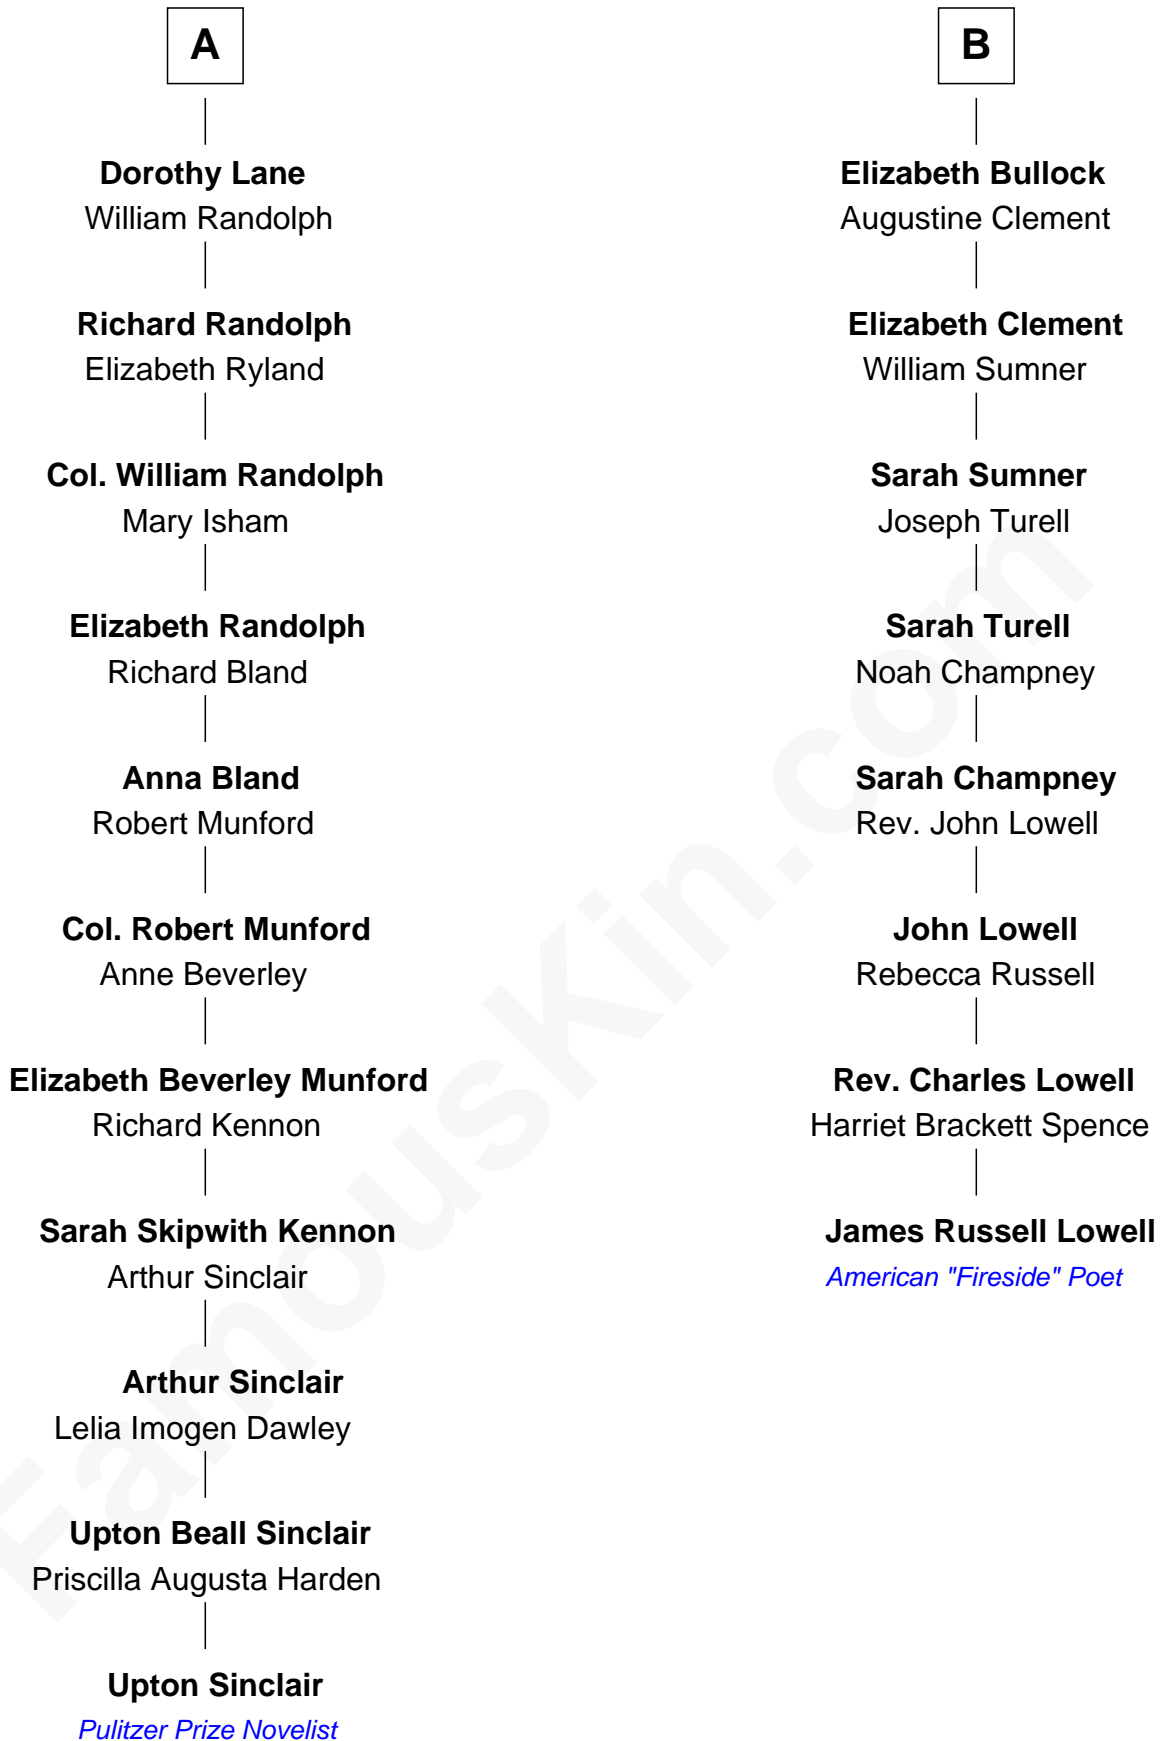 A
Dorothy Lane
William Randolph
Richard Randolph
Elizabeth Ryland
Col. William Randolph
Mary Isham
Elizabeth Randolph
Richard Bland
Anna Bland
Robert Munford
Col. Robert Munford
Anne Beverley
Elizabeth Beverley Munford
Richard Kennon
Sarah Skipwith Kennon
Arthur Sinclair
Arthur Sinclair
Lelia Imogen Dawley
Upton Beall Sinclair
Priscilla Augusta Harden
Upton Sinclair
Pulitzer Prize Novelist
B
Elizabeth Bullock
Augustine Clement
Elizabeth Clement
William Sumner
Sarah Sumner
Joseph Turell
Sarah Turell
Noah Champney
Sarah Champney
Rev. John Lowell
John Lowell
Rebecca Russell
Rev. Charles Lowell
Harriet Brackett Spence
James Russell Lowell
American "Fireside" Poet
FamousKin.com